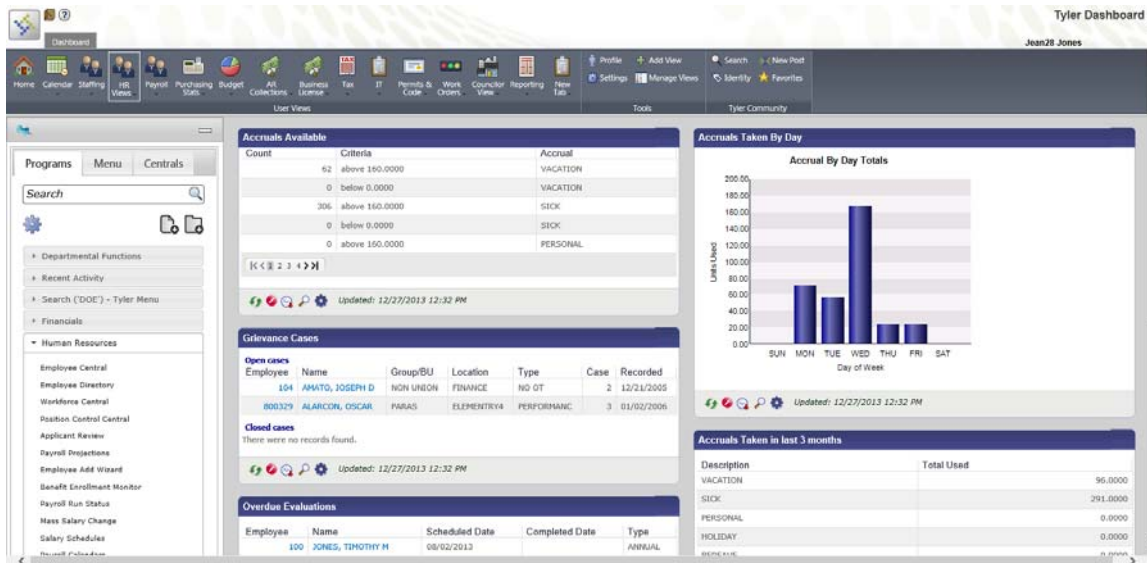 Tyler Dashboard
Dashboard
Jean28 Jones
Home Calendar Staffing HR Views Payroll Purchasing Stats Budget AR Collections Business License Tax IT Permits & Code Work Orders Councilor View Reporting New Tab
User Views
Profile + Add View
Settings Manage Views
Tools
Search New Post
Identity Favorites
Tyler Community
Programs Menu Centrals
Search
Departmental Functions
Recent Activity
Search ('DOE') - Tyler Menu
Financials
Human Resources
Employee Central
Employee Directory
Workforce Central
Position Control Central
Applicant Review
Payroll Projections
Employee Add Wizard
Benefit Enrollment Monitor
Payroll Run Status
Mass Salary Change
Salary Schedules
Payroll Calendars
Accruals Available
Count Criteria Accrual
62 above 160.0000 VACATION
0 below 0.0000 VACATION
306 above 160.0000 SICK
0 below 0.0000 SICK
0 above 160.0000 PERSONAL
1 2 3 4
Updated: 12/27/2013 12:32 PM
Grievance Cases
Open cases
Employee Name Group/BU Location Type Case Recorded
104 AMATO, JOSEPH D NON UNION FINANCE NO OT 2 12/21/2005
800329 ALARCON, OSCAR PARAS ELEMENTRY4 PERFORMANC 3 01/02/2006
Closed cases
There were no records found.
Updated: 12/27/2013 12:32 PM
Overdue Evaluations
Employee Name Scheduled Date Completed Date Type
100 JONES, TIMOTHY M 08/02/2013 ANNUAL
Accruals Taken By Day
Accrual By Day Totals
200.00
180.00
160.00
140.00
120.00
100.00
80.00
60.00
40.00
20.00
0.00
Units Used
SUN MON TUE WED THU FRI SAT
Day of Week
Updated: 12/27/2013 12:32 PM
Accruals Taken in last 3 months
Description Total Used
VACATION 96.0000
SICK 291.0000
PERSONAL 0.0000
HOLIDAY 0.0000
0.0000